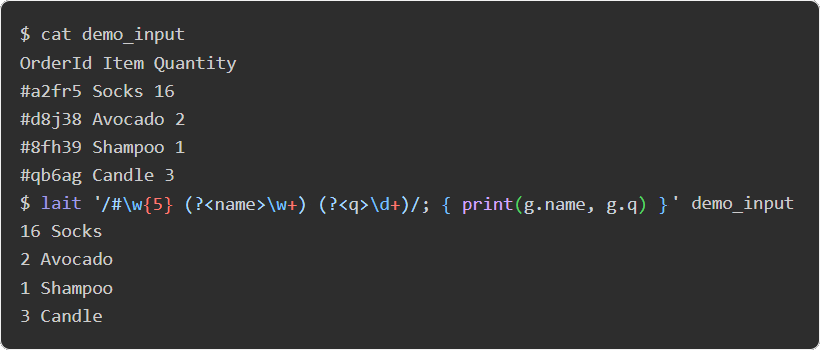 $ cat demo_input
OrderId Item Quantity
#a2fr5 Socks 16
#d8j38 Avocado 2
#8fh39 Shampoo 1
#qb6ag Candle 3
$ lait '/#\w{5} (?<name>\w+) (?<q>\d+)/; { print(g.name, g.q) }' demo_input
16 Socks
2 Avocado
1 Shampoo
3 Candle